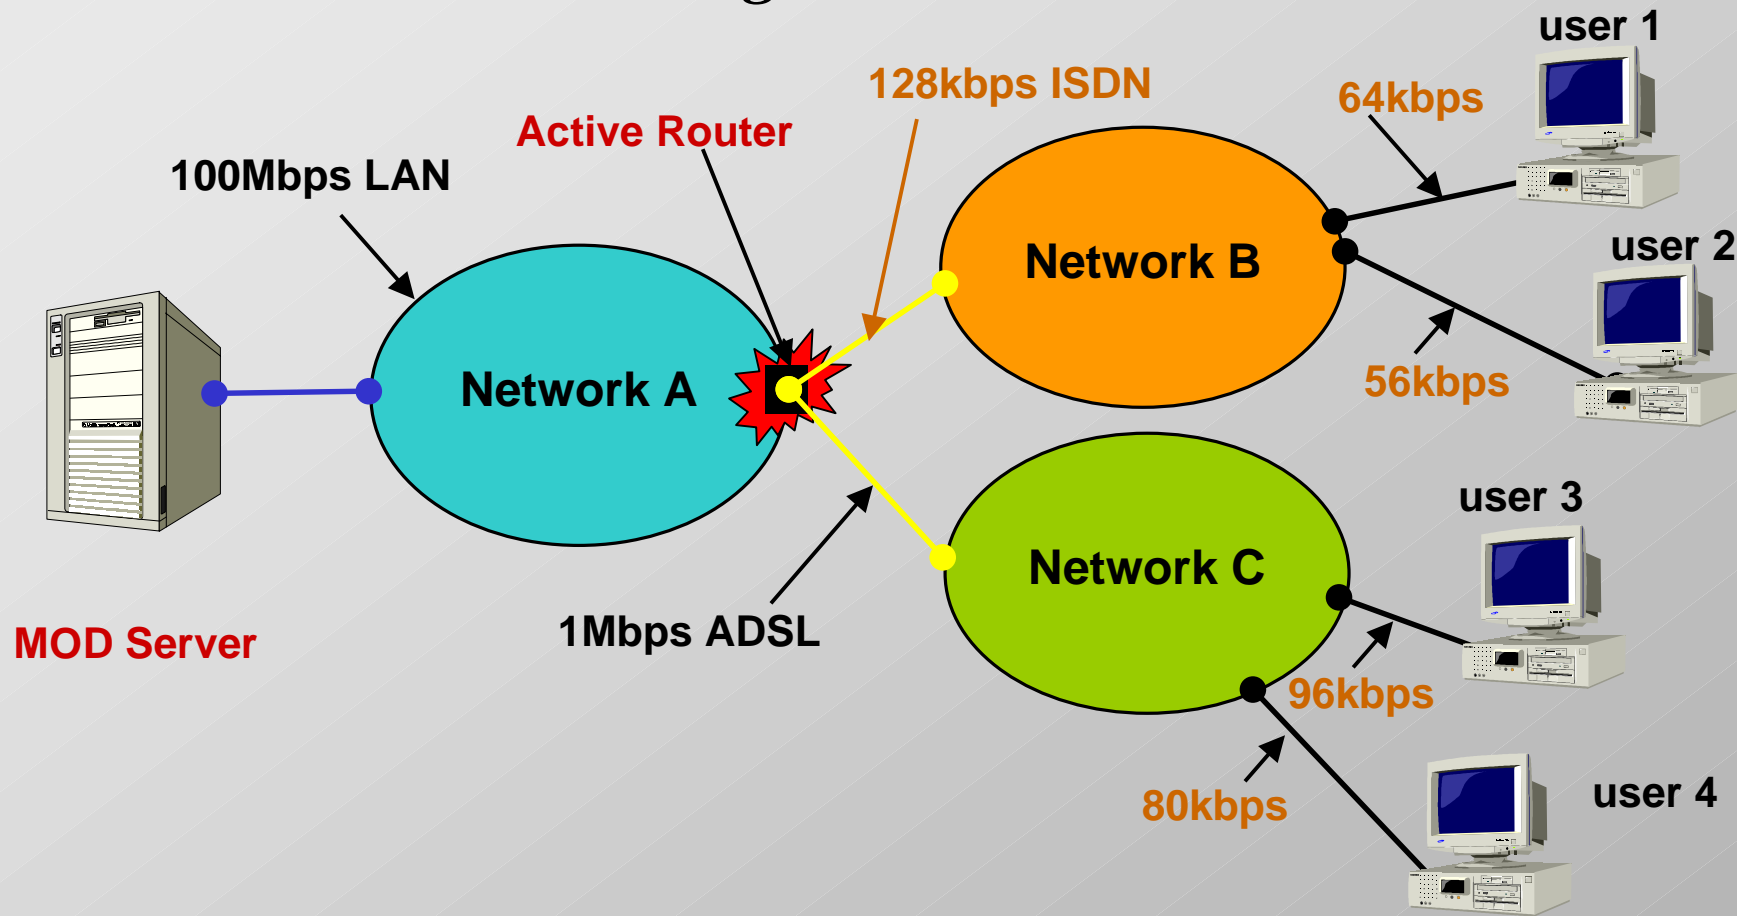 user 1
128kbps ISDN
64kbps
Active Router
100Mbps LAN
Network B
user 2
56kbps
Network A
user 3
Network C
1Mbps ADSL
MOD Server
96kbps
80kbps
user 4